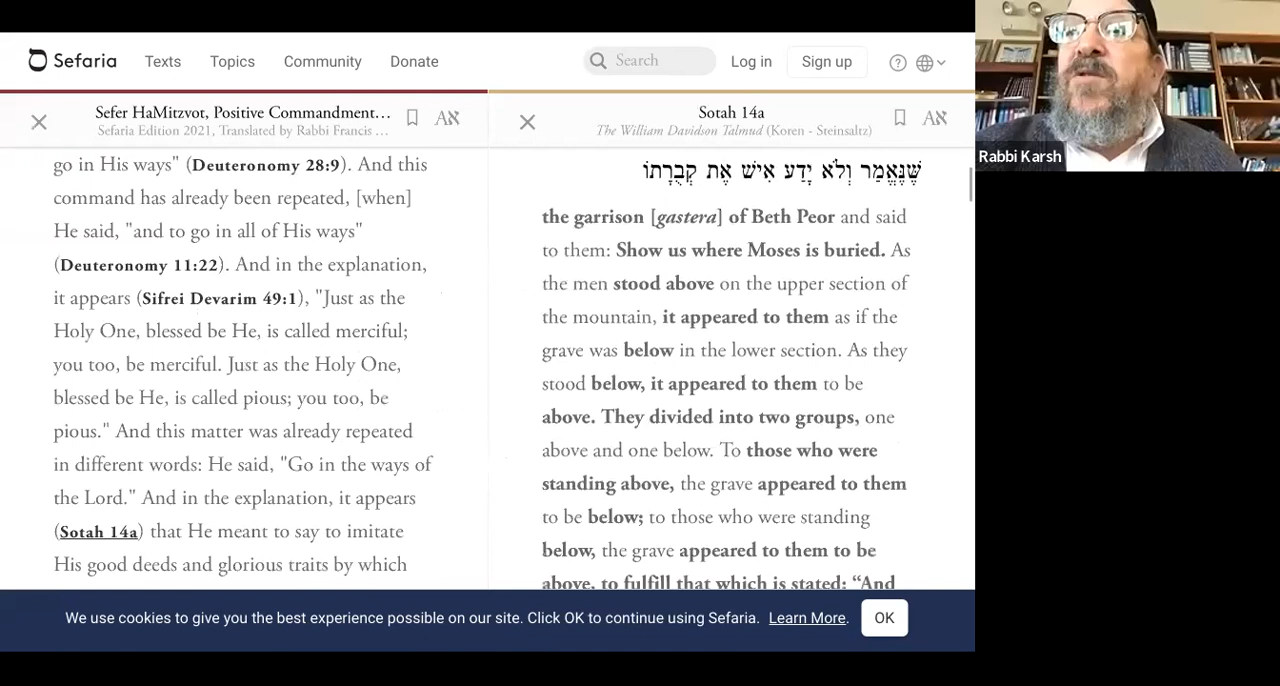 Sefaria Texts Topics Community Donate Search Log in Sign up
Sefer HaMitzvot, Positive Commandment…
Sefaria Edition 2021, Translated by Rabbi Francis …
go in His ways" (Deuteronomy 28:9). And this
command has already been repeated, [when]
He said, "and to go in all of His ways"
(Deuteronomy 11:22). And in the explanation,
it appears (Sifrei Devarim 49:1), "Just as the
Holy One, blessed be He, is called merciful;
you too, be merciful. Just as the Holy One,
blessed be He, is called pious; you too, be
pious." And this matter was already repeated
in different words: He said, "Go in the ways of
the Lord." And in the explanation, it appears
(Sotah 14a) that He meant to say to imitate
His good deeds and glorious traits by which
Sotah 14a
The William Davidson Talmud (Koren - Steinsaltz)
שֶׁנֶּאֱמַר וְלֹא יָדַע אִישׁ אֶת קְבֻרָתוֹ
the garrison [gastera] of Beth Peor and said
to them: Show us where Moses is buried. As
the men stood above on the upper section of
the mountain, it appeared to them as if the
grave was below in the lower section. As they
stood below, it appeared to them to be
above. They divided into two groups, one
above and one below. To those who were
standing above, the grave appeared to them
to be below; to those who were standing
below, the grave appeared to them to be
above, to fulfill that which is stated: “And
We use cookies to give you the best experience possible on our site. Click OK to continue using Sefaria. Learn More. OK
Rabbi Karsh